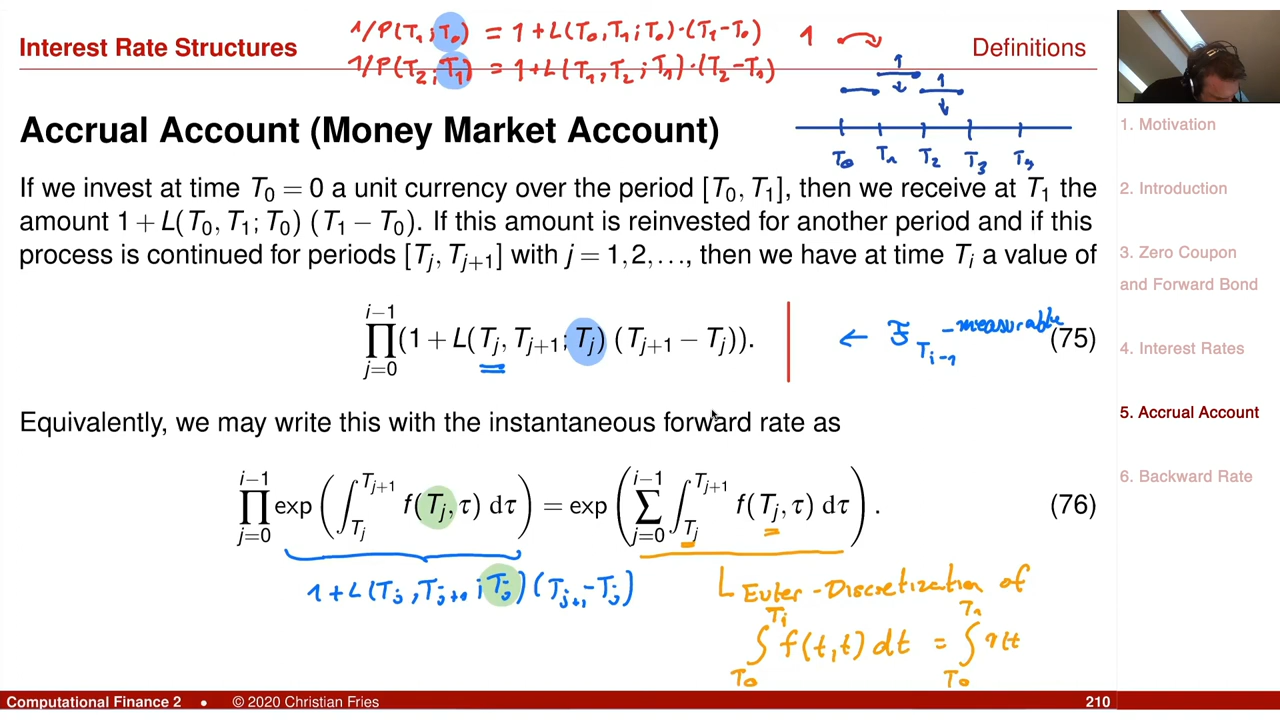 1/P(T₁;T₀) = 1+L(T₀,T₁;T₀)·(T₁-T₀) 1
Interest Rate Structures Definitions
1/P(T₂;T₁) = 1+L(T₁,T₂;T₁)·(T₂-T₁)
1 1
T₀ T₁ T₂ T₃ T₄
Accrual Account (Money Market Account)
If we invest at time T₀ = 0 a unit currency over the period [T₀, T₁], then we receive at T₁ the
amount 1 + L(T₀, T₁; T₀) (T₁ − T₀). If this amount is reinvested for another period and if this
process is continued for periods [Tⱼ, Tⱼ₊₁] with j = 1, 2, …, then we have at time Tᵢ a value of
∏_{j=0}^{i−1} (1 + L(Tⱼ, Tⱼ₊₁; Tⱼ) (Tⱼ₊₁ − Tⱼ)). ← 𝓕_{Tᵢ₋₁}-measurable (75)
Equivalently, we may write this with the instantaneous forward rate as
∏_{j=0}^{i−1} exp(∫_{Tⱼ}^{Tⱼ₊₁} f(Tⱼ, τ) dτ) = exp(∑_{j=0}^{i−1} ∫_{Tⱼ}^{Tⱼ₊₁} f(Tⱼ, τ) dτ). (76)
1+L(Tⱼ,Tⱼ₊₁;Tⱼ)(Tⱼ₊₁-Tⱼ)
Euler-Discretization of
∫_{T₀}^{Tᵢ} f(t,t) dt = ∫_{T₀} r(t
1. Motivation
2. Introduction
3. Zero Coupon
and Forward Bond
4. Interest Rates
5. Accrual Account
6. Backward Rate
Computational Finance 2 • © 2020 Christian Fries 210